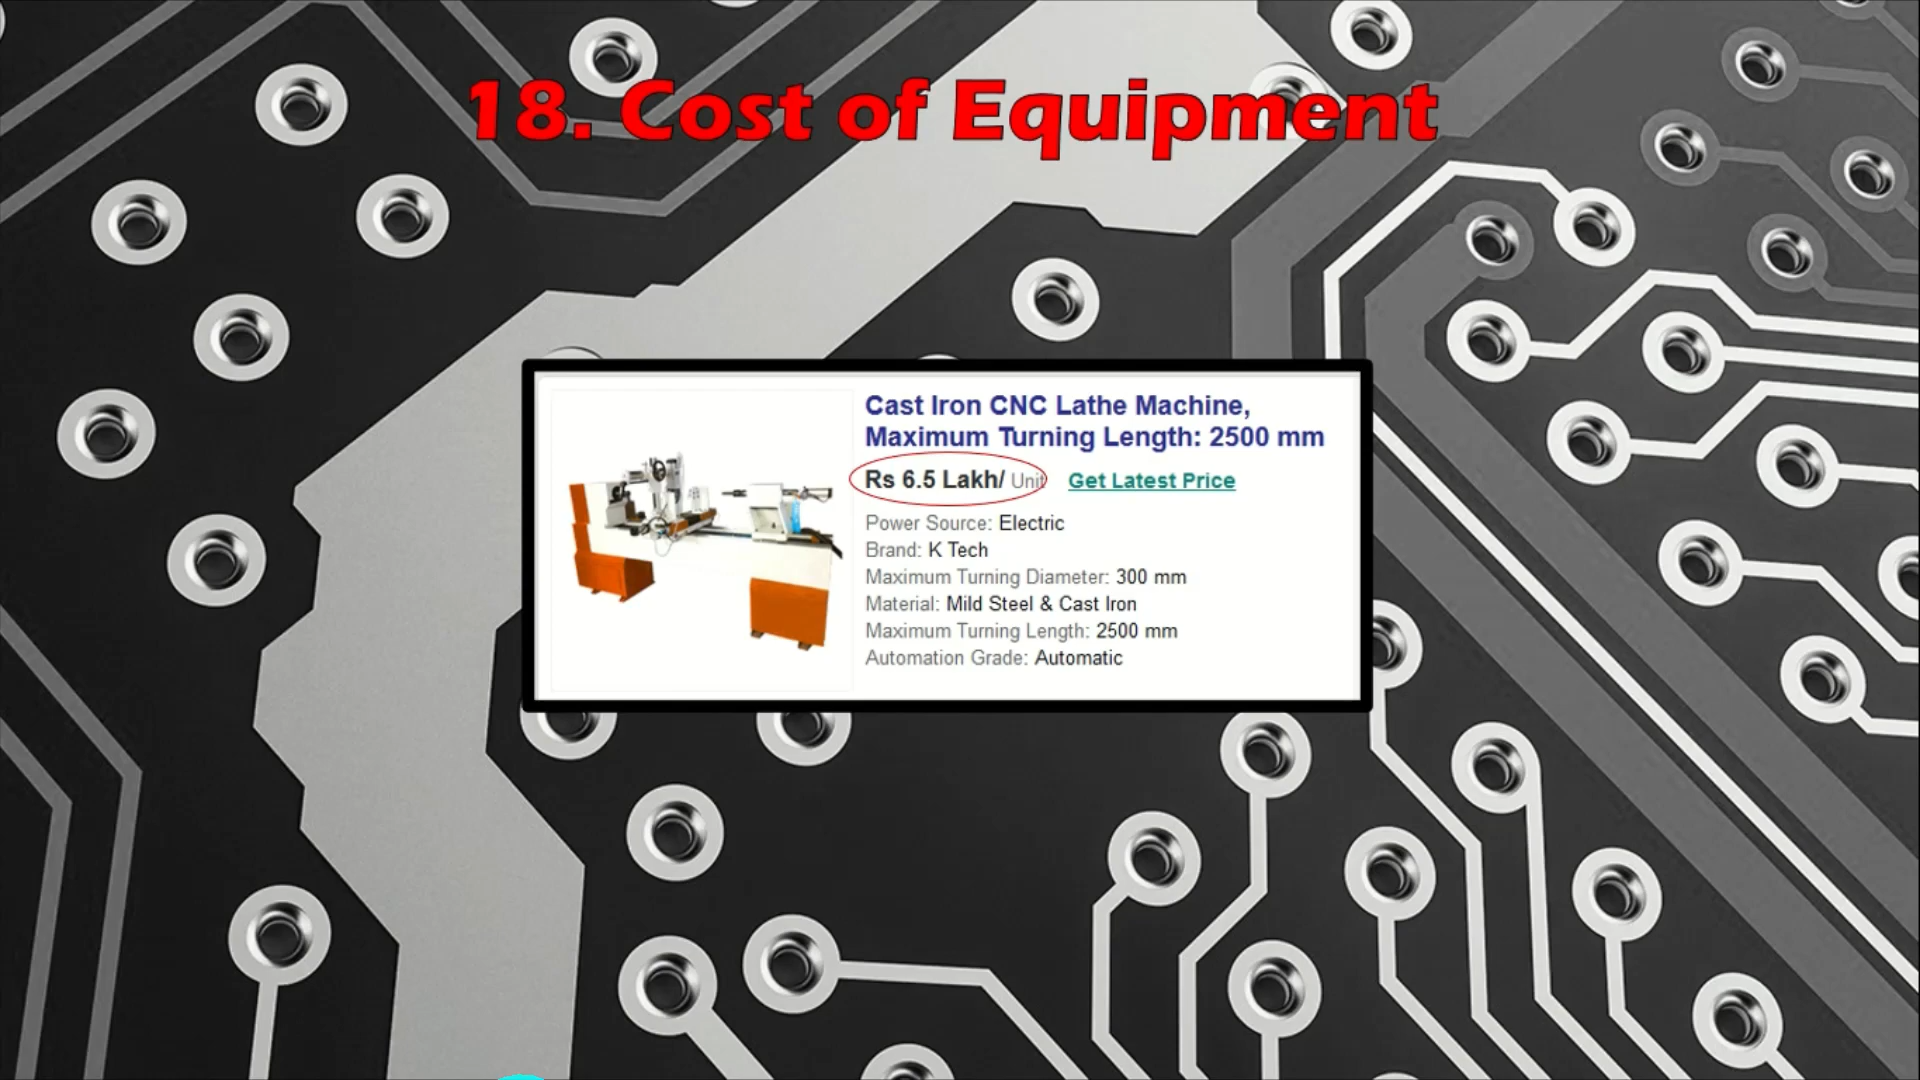 18. Cost of Equipment
Cast Iron CNC Lathe Machine,
Maximum Turning Length: 2500 mm
Rs 6.5 Lakh/ Unit Get Latest Price
Power Source: Electric
Brand: K Tech
Maximum Turning Diameter: 300 mm
Material: Mild Steel & Cast Iron
Maximum Turning Length: 2500 mm
Automation Grade: Automatic